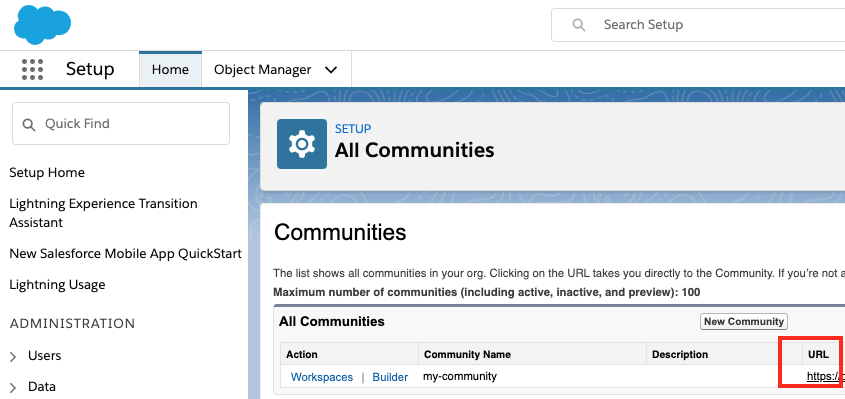 Search Setup
Setup
Home
Object Manager
Quick Find
Setup Home
Lightning Experience Transition
Assistant
New Salesforce Mobile App QuickStart
Lightning Usage
ADMINISTRATION
Users
Data
SETUP
All Communities
Communities
The list shows all communities in your org. Clicking on the URL takes you directly to the Community. If you're not a
Maximum number of communities (including active, inactive, and preview): 100
All Communities
New Community
Action Community Name Description URL
Workspaces | Builder my-community https:/